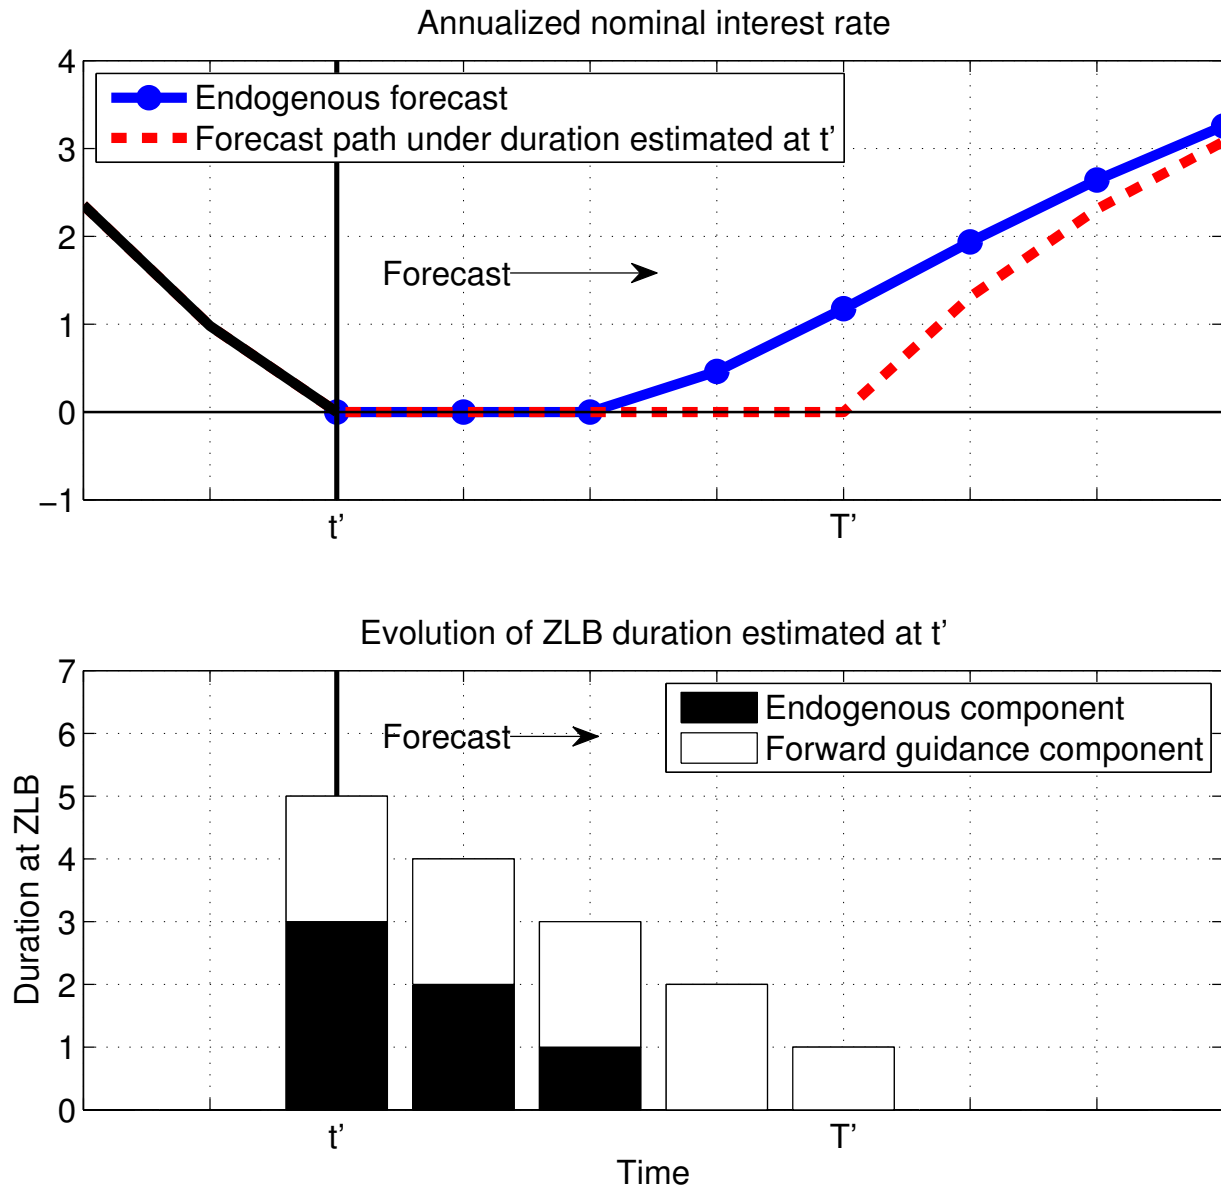 Annualized nominal interest rate
4
Endogenous forecast
Forecast path under duration estimated at t’
3
2
Forecast
1
0
−1
t’ T’
Evolution of ZLB duration estimated at t’
7
Endogenous component
6
Forecast
Forward guidance component
5
4
3
2
1
0
Duration at ZLB
t’ T’
Time